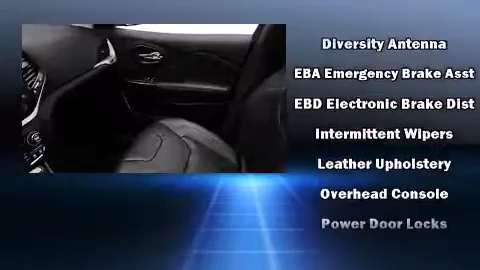 Diversity Antenna
EBA Emergency Brake Asst
EBD Electronic Brake Dist
Intermittent Wipers
Leather Upholstery
Overhead Console
Power Door Locks